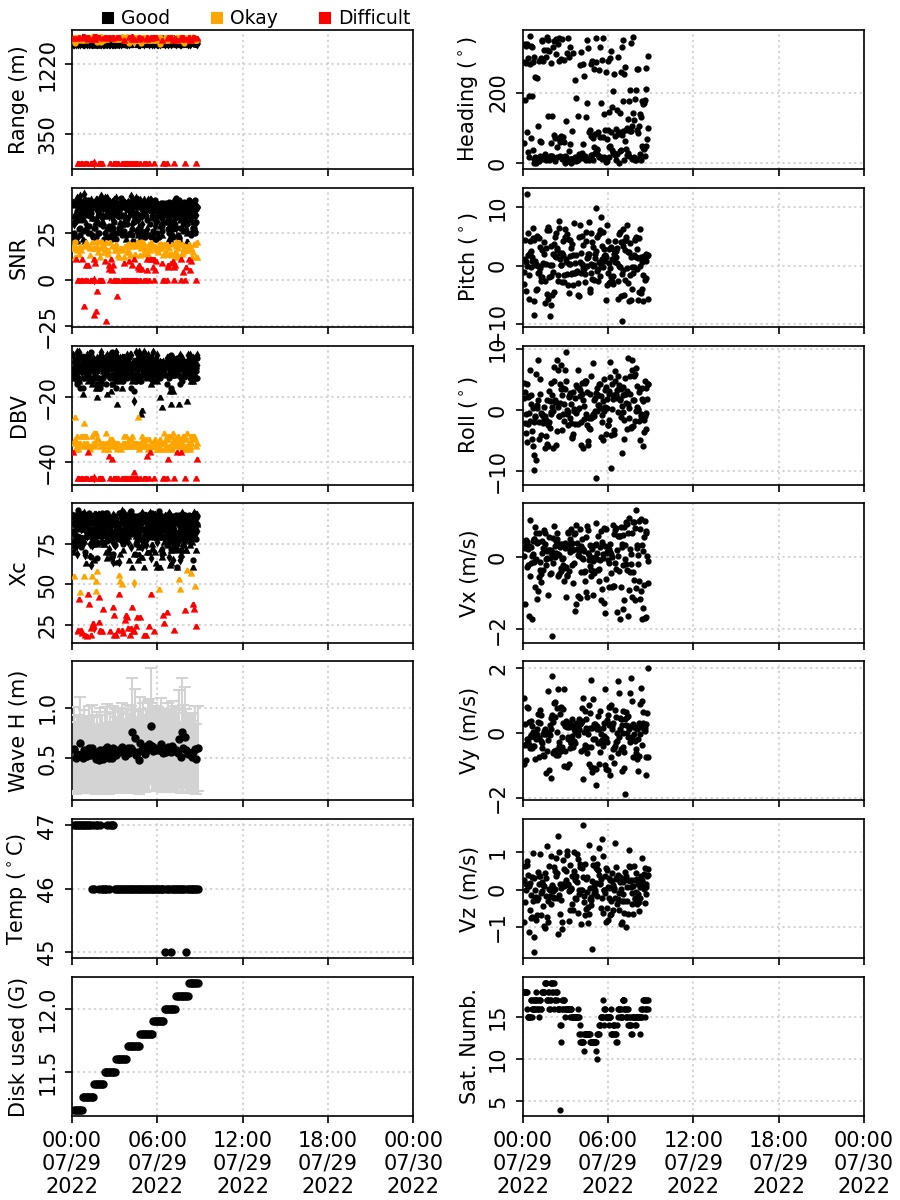 Good Okay Difficult
Range (m)
1220
350
Heading (°)
200
0
SNR
25
0
−25
Pitch (°)
10
0
−10
DBV
−20
−40
Roll (°)
10
0
−10
Xc
75
50
25
Vx (m/s)
0
−2
Wave H (m)
1.0
0.5
Vy (m/s)
2
0
−2
Temp (°C)
47
46
45
Vz (m/s)
1
0
−1
Disk used (G)
12.0
11.5
Sat. Numb.
15
10
5
00:00 06:00 12:00 18:00 00:00
07/29 07/29 07/29 07/29 07/30
2022 2022 2022 2022 2022
00:00 06:00 12:00 18:00 00:00
07/29 07/29 07/29 07/29 07/30
2022 2022 2022 2022 2022